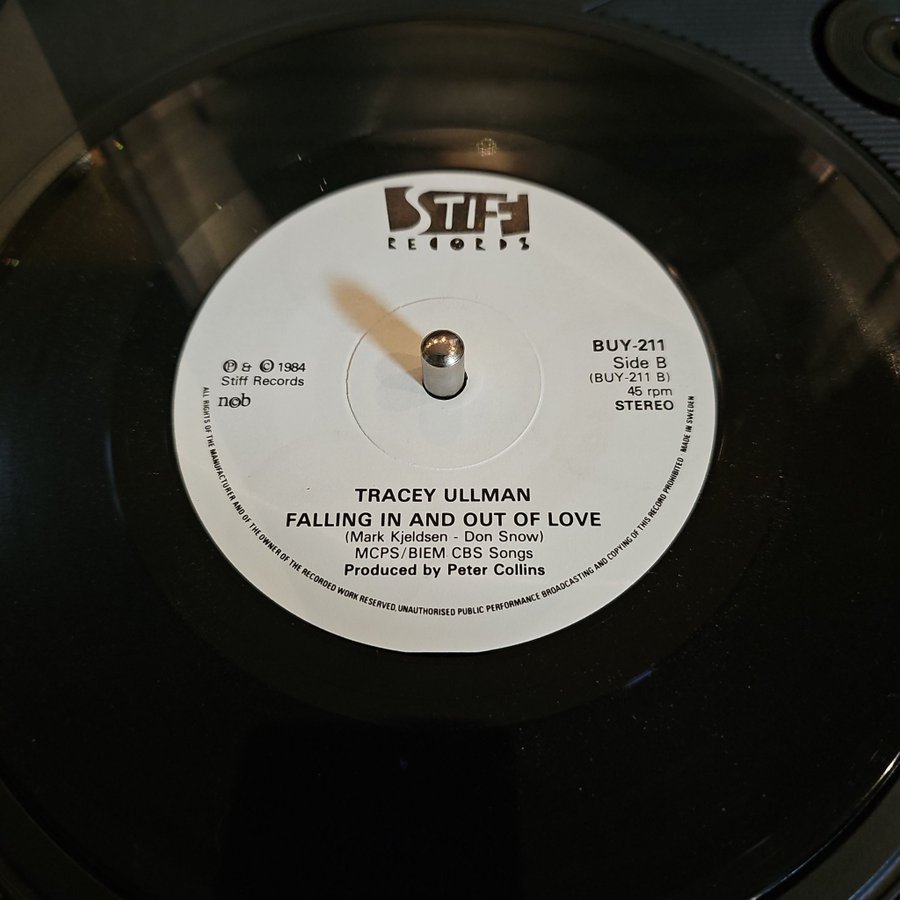 STIFF
RECORDS
℗ & © 1984
Stiff Records
nob
BUY-211
Side B
(BUY-211 B)
45 rpm
STEREO
TRACEY ULLMAN
FALLING IN AND OUT OF LOVE
(Mark Kjeldsen - Don Snow)
MCPS/BIEM CBS Songs
Produced by Peter Collins
ALL RIGHTS OF THE MANUFACTURER AND OF THE OWNER OF THE RECORDED WORK RESERVED, UNAUTHORISED PUBLIC PERFORMANCE BROADCASTING AND COPYING OF THIS RECORD PROHIBITED MADE IN SWEDEN